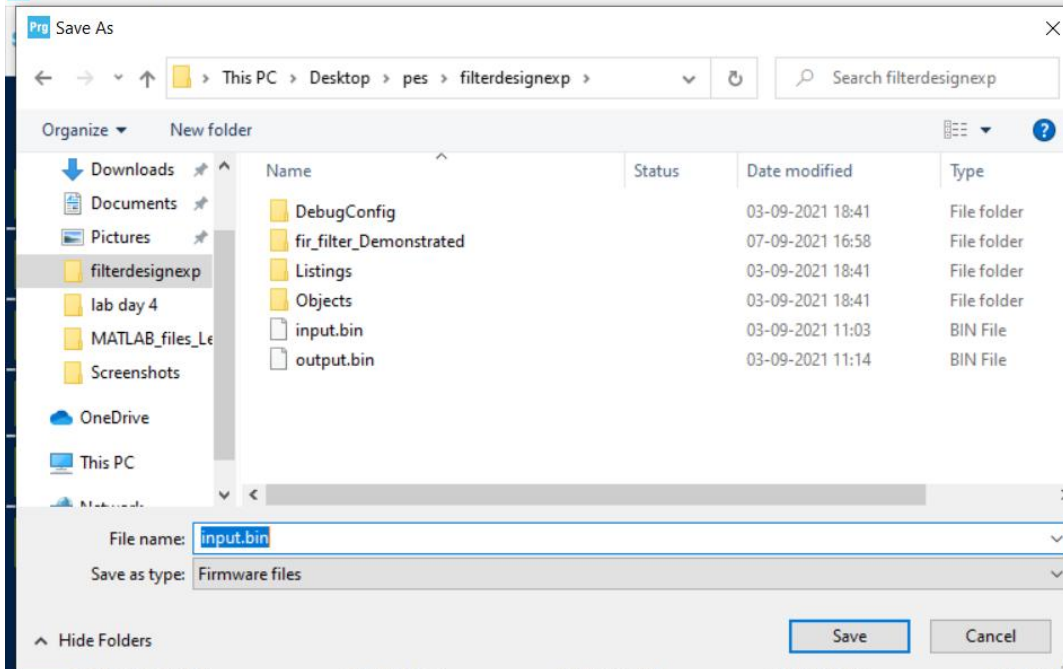 Prg Save As
This PC > Desktop > pes > filterdesignexp >
Search filterdesignexp
Organize
New folder
Downloads
Documents
Pictures
filterdesignexp
lab day 4
MATLAB_files_Le
Screenshots
OneDrive
This PC
Network
Name Status Date modified Type
DebugConfig 03-09-2021 18:41 File folder
fir_filter_Demonstrated 07-09-2021 16:58 File folder
Listings 03-09-2021 18:41 File folder
Objects 03-09-2021 18:41 File folder
input.bin 03-09-2021 11:03 BIN File
output.bin 03-09-2021 11:14 BIN File
File name: input.bin
Save as type: Firmware files
Hide Folders
Save
Cancel